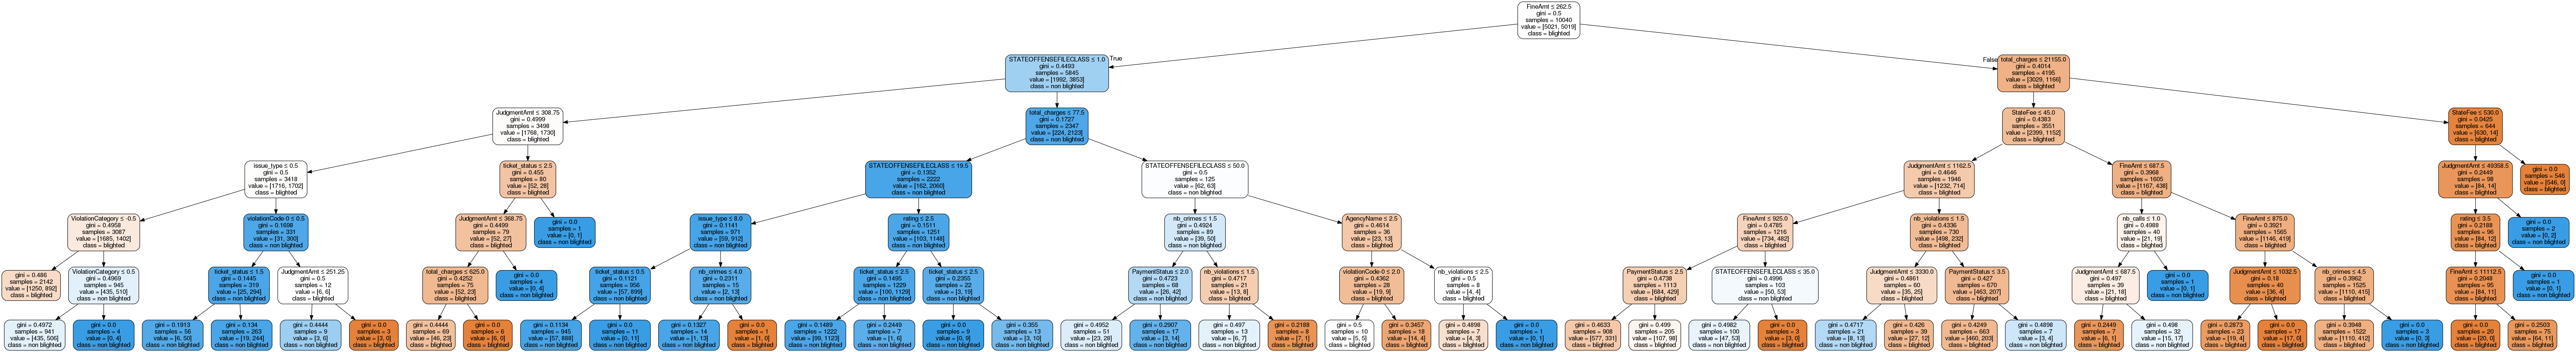 FineAmt ≤ 262.5
gini = 0.5
samples = 10040
value = [5021, 5019]
class = blighted
True
False
STATEOFFENSEFILECLASS ≤ 1.0
gini = 0.4493
samples = 5845
value = [1992, 3853]
class = non blighted
total_charges ≤ 21155.0
gini = 0.4014
samples = 4195
value = [3029, 1166]
class = blighted
JudgmentAmt ≤ 308.75
gini = 0.4999
samples = 3498
value = [1768, 1730]
class = blighted
total_charges ≤ 77.5
gini = 0.1727
samples = 2347
value = [224, 2123]
class = non blighted
StateFee ≤ 45.0
gini = 0.4383
samples = 3551
value = [2399, 1152]
class = blighted
StateFee ≤ 530.0
gini = 0.0425
samples = 644
value = [630, 14]
class = blighted
issue_type ≤ 0.5
gini = 0.5
samples = 3418
value = [1716, 1702]
class = blighted
ticket_status ≤ 2.5
gini = 0.455
samples = 80
value = [52, 28]
class = blighted
STATEOFFENSEFILECLASS ≤ 19.5
gini = 0.1352
samples = 2222
value = [162, 2060]
class = non blighted
STATEOFFENSEFILECLASS ≤ 50.0
gini = 0.5
samples = 125
value = [62, 63]
class = non blighted
JudgmentAmt ≤ 1162.5
gini = 0.4646
samples = 1946
value = [1232, 714]
class = blighted
FineAmt ≤ 687.5
gini = 0.3968
samples = 1605
value = [1167, 438]
class = blighted
JudgmentAmt ≤ 49358.5
gini = 0.2449
samples = 98
value = [84, 14]
class = blighted
gini = 0.0
samples = 546
value = [546, 0]
class = blighted
ViolationCategory ≤ -0.5
gini = 0.4958
samples = 3087
value = [1685, 1402]
class = blighted
violationCode-0 ≤ 0.5
gini = 0.1698
samples = 331
value = [31, 300]
class = non blighted
JudgmentAmt ≤ 368.75
gini = 0.4499
samples = 79
value = [52, 27]
class = blighted
gini = 0.0
samples = 1
value = [0, 1]
class = non blighted
issue_type ≤ 8.0
gini = 0.1141
samples = 971
value = [59, 912]
class = non blighted
rating ≤ 2.5
gini = 0.1511
samples = 1251
value = [103, 1148]
class = non blighted
nb_crimes ≤ 1.5
gini = 0.4924
samples = 89
value = [39, 50]
class = non blighted
AgencyName ≤ 2.5
gini = 0.4614
samples = 36
value = [23, 13]
class = blighted
FineAmt ≤ 925.0
gini = 0.4785
samples = 1216
value = [734, 482]
class = blighted
nb_violations ≤ 1.5
gini = 0.4336
samples = 730
value = [498, 232]
class = blighted
nb_calls ≤ 1.0
gini = 0.4988
samples = 40
value = [21, 19]
class = blighted
FineAmt ≤ 875.0
gini = 0.3921
samples = 1565
value = [1146, 419]
class = blighted
rating ≤ 3.5
gini = 0.2188
samples = 96
value = [84, 12]
class = blighted
gini = 0.0
samples = 2
value = [0, 2]
class = non blighted
gini = 0.486
samples = 2142
value = [1250, 892]
class = blighted
ViolationCategory ≤ 0.5
gini = 0.4969
samples = 945
value = [435, 510]
class = non blighted
ticket_status ≤ 1.5
gini = 0.1445
samples = 319
value = [25, 294]
class = non blighted
JudgmentAmt ≤ 251.25
gini = 0.5
samples = 12
value = [6, 6]
class = blighted
total_charges ≤ 625.0
gini = 0.4252
samples = 75
value = [52, 23]
class = blighted
gini = 0.0
samples = 4
value = [0, 4]
class = non blighted
ticket_status ≤ 0.5
gini = 0.1121
samples = 956
value = [57, 899]
class = non blighted
nb_crimes ≤ 4.0
gini = 0.2311
samples = 15
value = [2, 13]
class = non blighted
ticket_status ≤ 2.5
gini = 0.1495
samples = 1229
value = [100, 1129]
class = non blighted
ticket_status ≤ 2.5
gini = 0.2355
samples = 22
value = [3, 19]
class = non blighted
PaymentStatus ≤ 2.0
gini = 0.4723
samples = 68
value = [26, 42]
class = non blighted
nb_violations ≤ 1.5
gini = 0.4717
samples = 21
value = [13, 8]
class = blighted
violationCode-0 ≤ 2.0
gini = 0.4362
samples = 28
value = [19, 9]
class = blighted
nb_violations ≤ 2.5
gini = 0.5
samples = 8
value = [4, 4]
class = blighted
PaymentStatus ≤ 2.5
gini = 0.4738
samples = 1113
value = [684, 429]
class = blighted
STATEOFFENSEFILECLASS ≤ 35.0
gini = 0.4996
samples = 103
value = [50, 53]
class = non blighted
JudgmentAmt ≤ 3330.0
gini = 0.4861
samples = 60
value = [35, 25]
class = blighted
PaymentStatus ≤ 3.5
gini = 0.427
samples = 670
value = [463, 207]
class = blighted
JudgmentAmt ≤ 687.5
gini = 0.497
samples = 39
value = [21, 18]
class = blighted
gini = 0.0
samples = 1
value = [0, 1]
class = non blighted
JudgmentAmt ≤ 1032.5
gini = 0.18
samples = 40
value = [36, 4]
class = blighted
nb_crimes ≤ 4.5
gini = 0.3962
samples = 1525
value = [1110, 415]
class = blighted
FineAmt ≤ 11112.5
gini = 0.2048
samples = 95
value = [84, 11]
class = blighted
gini = 0.0
samples = 1
value = [0, 1]
class = non blighted
gini = 0.4972
samples = 941
value = [435, 506]
class = non blighted
gini = 0.0
samples = 4
value = [0, 4]
class = non blighted
gini = 0.1913
samples = 56
value = [6, 50]
class = non blighted
gini = 0.134
samples = 263
value = [19, 244]
class = non blighted
gini = 0.4444
samples = 9
value = [3, 6]
class = non blighted
gini = 0.0
samples = 3
value = [3, 0]
class = blighted
gini = 0.4444
samples = 69
value = [46, 23]
class = blighted
gini = 0.0
samples = 6
value = [6, 0]
class = blighted
gini = 0.1134
samples = 945
value = [57, 888]
class = non blighted
gini = 0.0
samples = 11
value = [0, 11]
class = non blighted
gini = 0.1327
samples = 14
value = [1, 13]
class = non blighted
gini = 0.0
samples = 1
value = [1, 0]
class = blighted
gini = 0.1489
samples = 1222
value = [99, 1123]
class = non blighted
gini = 0.2449
samples = 7
value = [1, 6]
class = non blighted
gini = 0.0
samples = 9
value = [0, 9]
class = non blighted
gini = 0.355
samples = 13
value = [3, 10]
class = non blighted
gini = 0.4952
samples = 51
value = [23, 28]
class = non blighted
gini = 0.2907
samples = 17
value = [3, 14]
class = non blighted
gini = 0.497
samples = 13
value = [6, 7]
class = non blighted
gini = 0.2188
samples = 8
value = [7, 1]
class = blighted
gini = 0.5
samples = 10
value = [5, 5]
class = blighted
gini = 0.3457
samples = 18
value = [14, 4]
class = blighted
gini = 0.4898
samples = 7
value = [4, 3]
class = blighted
gini = 0.0
samples = 1
value = [0, 1]
class = non blighted
gini = 0.4633
samples = 908
value = [577, 331]
class = blighted
gini = 0.499
samples = 205
value = [107, 98]
class = blighted
gini = 0.4982
samples = 100
value = [47, 53]
class = non blighted
gini = 0.0
samples = 3
value = [3, 0]
class = blighted
gini = 0.4717
samples = 21
value = [8, 13]
class = non blighted
gini = 0.426
samples = 39
value = [27, 12]
class = blighted
gini = 0.4249
samples = 663
value = [460, 203]
class = blighted
gini = 0.4898
samples = 7
value = [3, 4]
class = non blighted
gini = 0.2449
samples = 7
value = [6, 1]
class = blighted
gini = 0.498
samples = 32
value = [15, 17]
class = non blighted
gini = 0.2873
samples = 23
value = [19, 4]
class = blighted
gini = 0.0
samples = 17
value = [17, 0]
class = blighted
gini = 0.3948
samples = 1522
value = [1110, 412]
class = blighted
gini = 0.0
samples = 3
value = [0, 3]
class = non blighted
gini = 0.0
samples = 20
value = [20, 0]
class = blighted
gini = 0.2503
samples = 75
value = [64, 11]
class = blighted